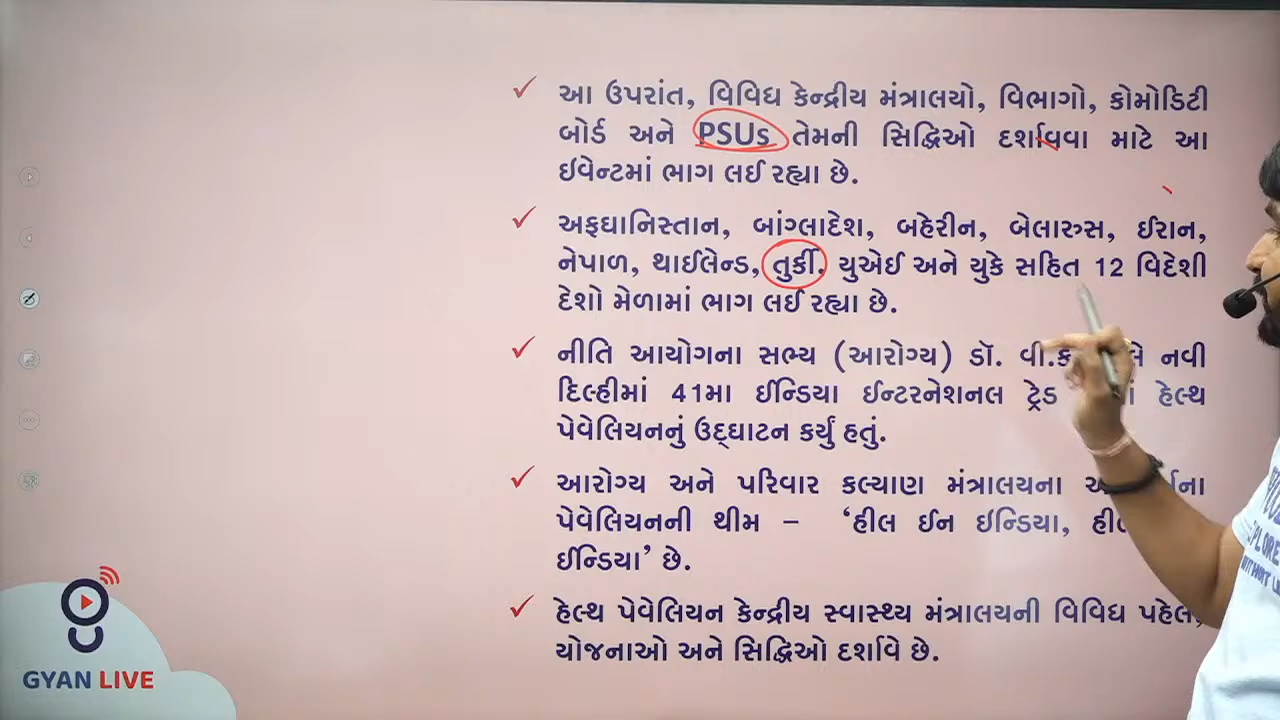 આ ઉપરાંત, વિવિધ કેન્દ્રીય મંત્રાલયો, વિભાગો, કોમોડિટી
બોર્ડ અને PSUs તેમની સિદ્ધિઓ દર્શાવવા માટે આ
ઈવેન્ટમાં ભાગ લઈ રહ્યા છે.
અફઘાનિસ્તાન, બાંગ્લાદેશ, બહેરીન, બેલારુસ, ઈરાન,
નેપાળ, થાઈલેન્ડ, તુર્કી, યુએઈ અને યુકે સહિત 12 વિદેશી
દેશો મેળામાં ભાગ લઈ રહ્યા છે.
નીતિ આયોગના સભ્ય (આરોગ્ય) ડૉ. નવી
દિલ્હીમાં 41મા ઈન્ડિયા ઈન્ટરનેશનલ ટ્રેડ હેલ્થ
પેવેલિયનનું ઉદ્ઘાટન કર્યું હતું.
આરોગ્ય અને પરિવાર કલ્યાણ મંત્રાલયના
પેવેલિયનની થીમ – ‘હીલ ઈન ઈન્ડિયા,
ઈન્ડિયા’ છે.
હેલ્થ પેવેલિયન કેન્દ્રીય સ્વાસ્થ્ય મંત્રાલયની વિવિધ પહેલ,
યોજનાઓ અને સિદ્ધિઓ દર્શાવે છે.
GYAN LIVE